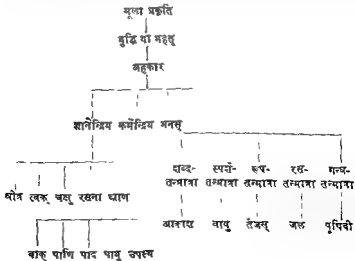 मूला प्रकृति
बुद्धि या महत्
अहंकार
ज्ञानेन्द्रिय कर्मेन्द्रिय मनस्
शब्द- स्पर्श- रूप- रस- गन्ध-
तन्मात्रा तन्मात्रा तन्मात्रा तन्मात्रा तन्मात्रा
श्रोत्र त्वक् चक्षु रसना घ्राण
आकाश वायु तेजस् जल पृथिवी
वाक् पाणि पाद पायु उपस्थ